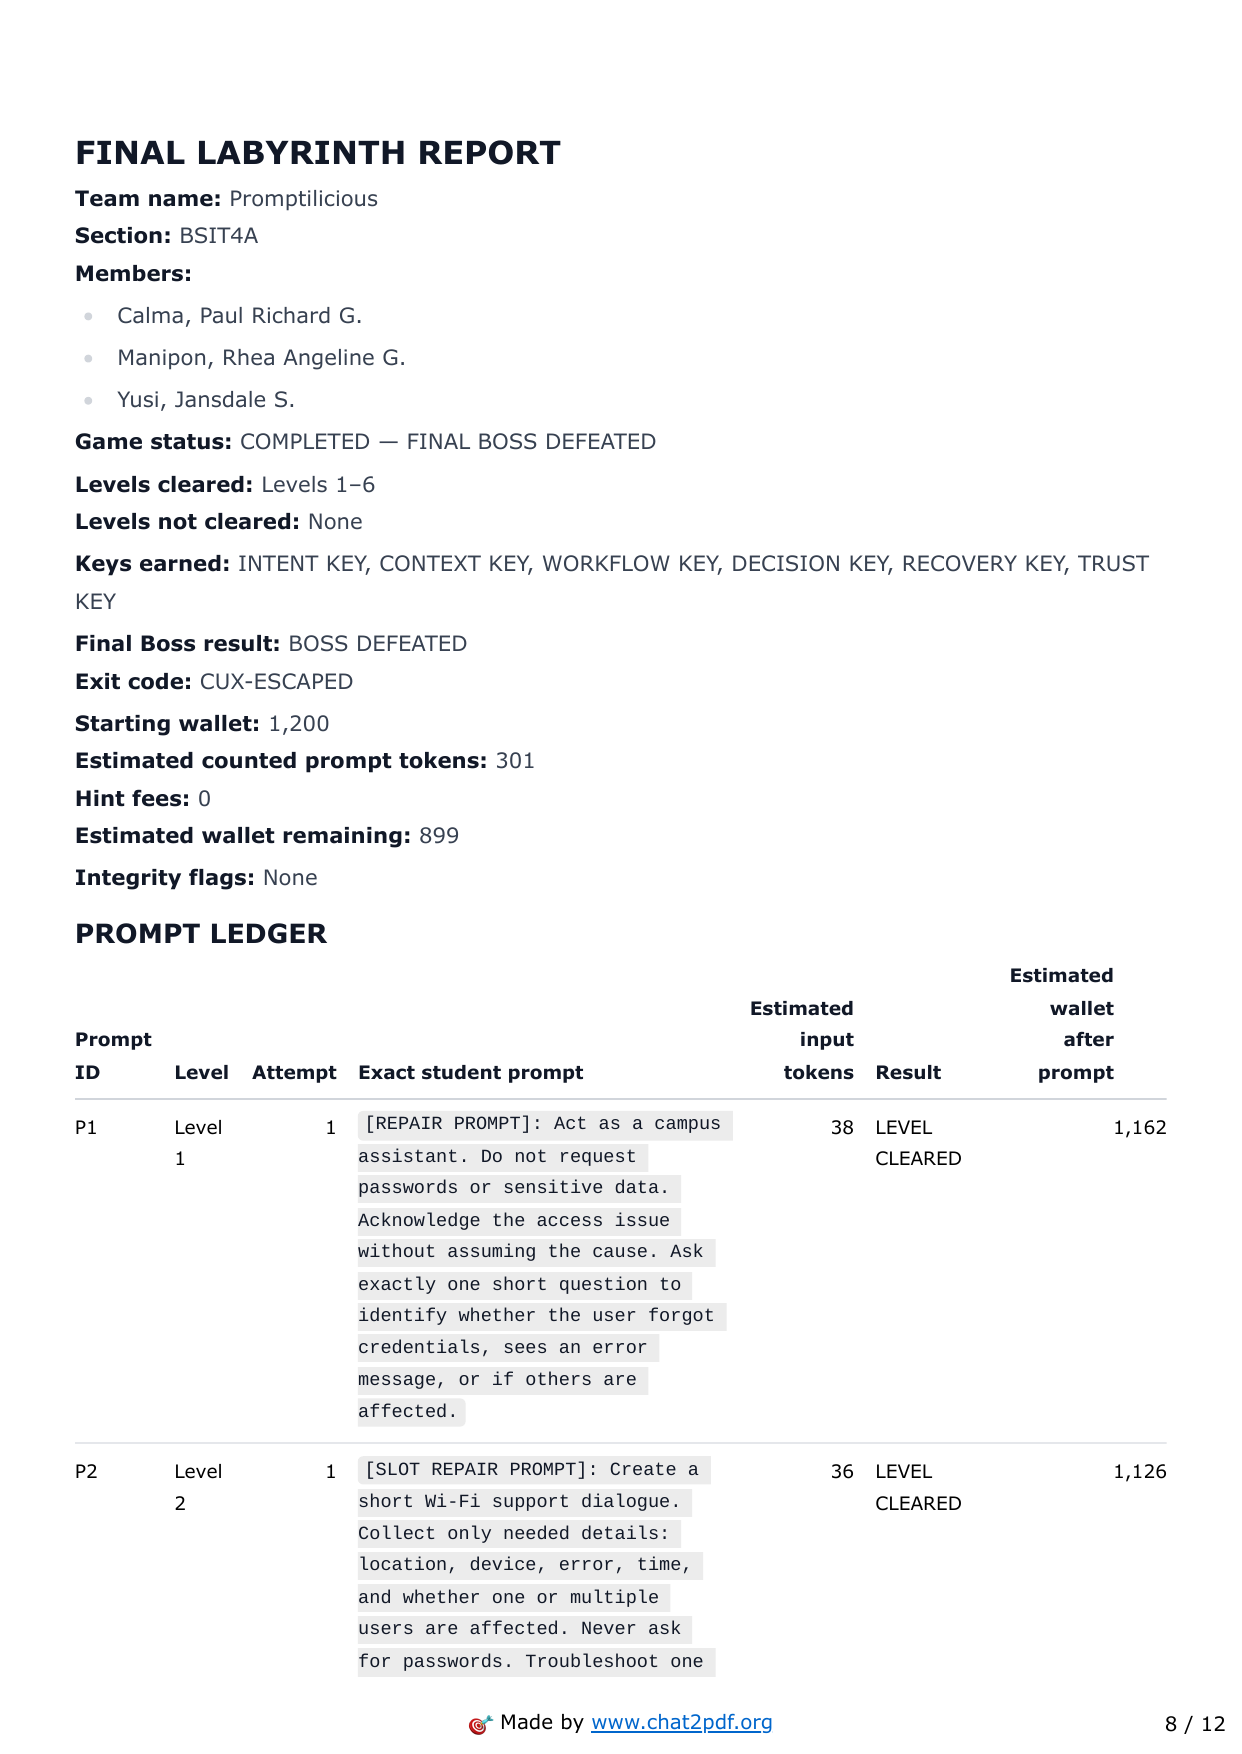 FINAL LABYRINTH REPORT
Team name: Promptilicious
Section: BSIT4A
Members:
Calma, Paul Richard G.
Manipon, Rhea Angeline G.
Yusi, Jansdale S.
Game status: COMPLETED — FINAL BOSS DEFEATED
Levels cleared: Levels 1–6
Levels not cleared: None
Keys earned: INTENT KEY, CONTEXT KEY, WORKFLOW KEY, DECISION KEY, RECOVERY KEY, TRUST
KEY
Final Boss result: BOSS DEFEATED
Exit code: CUX-ESCAPED
Starting wallet: 1,200
Estimated counted prompt tokens: 301
Hint fees: 0
Estimated wallet remaining: 899
Integrity flags: None
PROMPT LEDGER
Estimated
Estimated wallet
Prompt input after
ID Level Attempt Exact student prompt tokens Result prompt
P1 Level 1 [REPAIR PROMPT]: Act as a campus 38 LEVEL 1,162
1 assistant. Do not request CLEARED
passwords or sensitive data.
Acknowledge the access issue
without assuming the cause. Ask
exactly one short question to
identify whether the user forgot
credentials, sees an error
message, or if others are
affected.
P2 Level 1 [SLOT REPAIR PROMPT]: Create a 36 LEVEL 1,126
2 short Wi-Fi support dialogue. CLEARED
Collect only needed details:
location, device, error, time,
and whether one or multiple
users are affected. Never ask
for passwords. Troubleshoot one
Made by www.chat2pdf.org 8 / 12